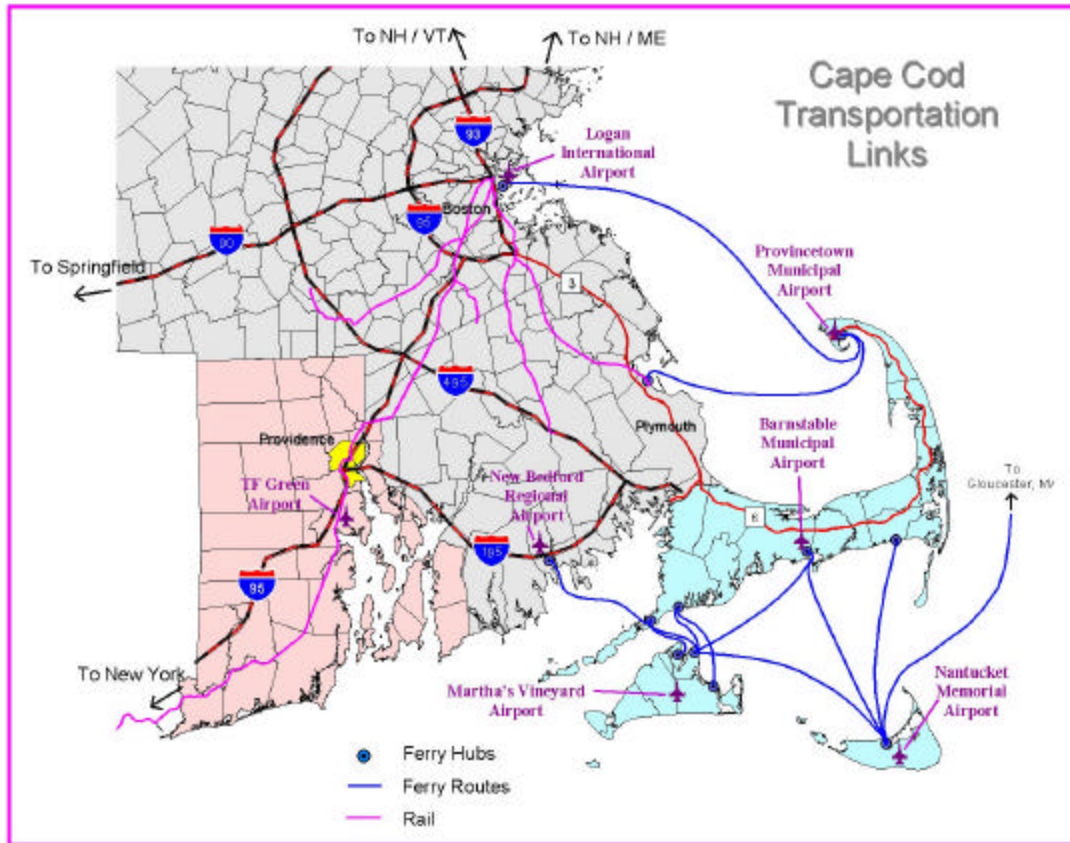 To NH / VT
To NH / ME
Cape Cod
Transportation
Links
93
Logan
International
Airport
Boston
95
90
To Springfield
3
Provincetown
Municipal
Airport
495
Providence
Plymouth
Barnstable
Municipal
Airport
TF Green
Airport
New Bedford
Regional
Airport
To
Gloucester, MA
6
195
95
To New York
Martha's Vineyard
Airport
Nantucket
Memorial
Airport
Ferry Hubs
Ferry Routes
Rail